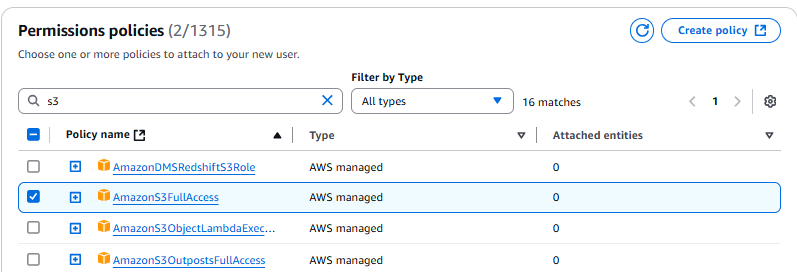 Permissions policies (2/1315)
Create policy
Choose one or more policies to attach to your new user.
Filter by Type
s3
All types
16 matches
1
Policy name
Type
Attached entities
AmazonDMSRedshiftS3Role AWS managed 0
AmazonS3FullAccess AWS managed 0
AmazonS3ObjectLambdaExec... AWS managed 0
AmazonS3OutpostsFullAccess AWS managed 0